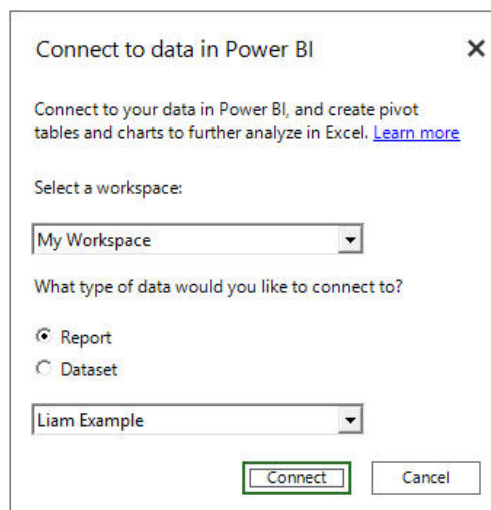 Connect to data in Power BI
Connect to your data in Power BI, and create pivot
tables and charts to further analyze in Excel. Learn more
Select a workspace:
My Workspace
What type of data would you like to connect to?
Report
Dataset
Liam Example
Connect
Cancel